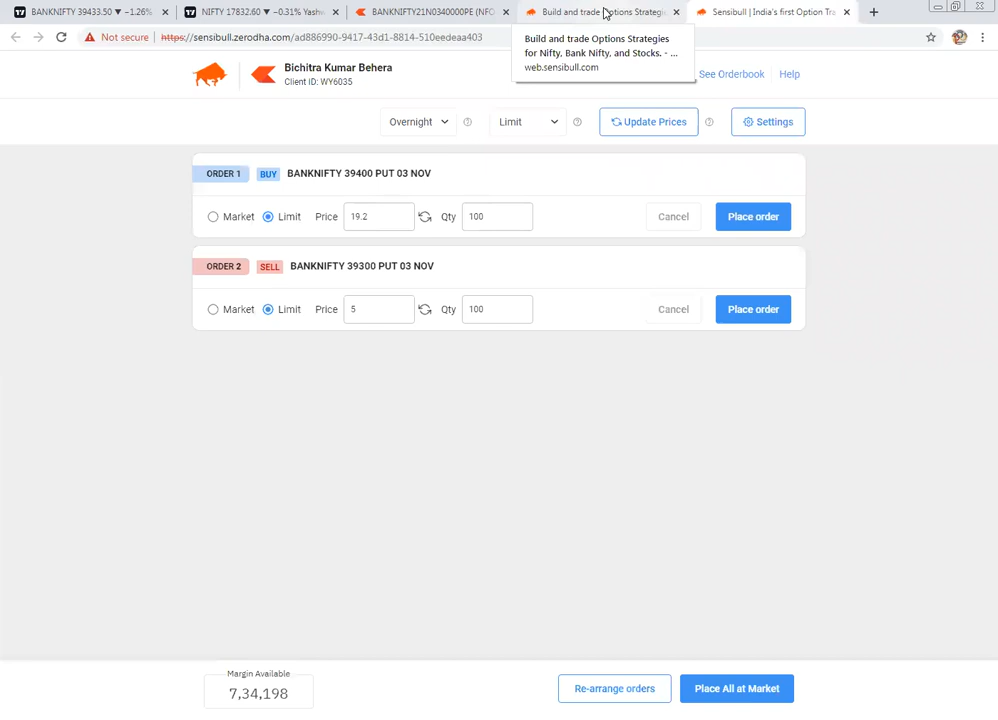 BANKNIFTY 39433.50 ▼ −1.26%
NIFTY 17832.60 ▼ −0.31% Yashw
BANKNIFTY21N0340000PE (NFO
Build and trade Options Strategie
Sensibull | India's first Option Tra
Not secure | https://sensibull.zerodha.com/ad886990-9417-43d1-8814-510eedeaa403
Build and trade Options Strategies
for Nifty, Bank Nifty, and Stocks. - ...
web.sensibull.com
Bichitra Kumar Behera
Client ID: WY6035
See Orderbook
Help
Overnight
Limit
Update Prices
Settings
ORDER 1 BUY BANKNIFTY 39400 PUT 03 NOV
Market Limit Price 19.2 Qty 100 Cancel Place order
ORDER 2 SELL BANKNIFTY 39300 PUT 03 NOV
Market Limit Price 5 Qty 100 Cancel Place order
Margin Available
7,34,198
Re-arrange orders
Place All at Market